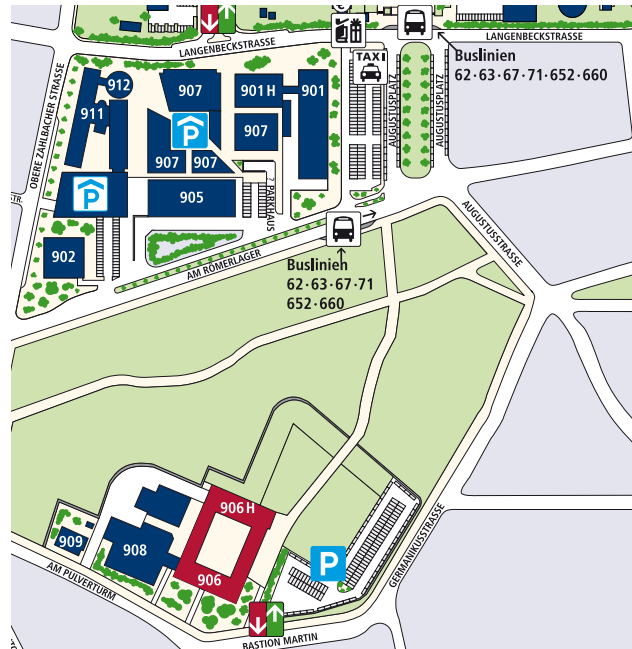 LANGENBECKSTRASSE
LANGENBECKSTRASSE
Buslinien
62·63·67·71·652·660
TAXI
OBERE ZAHLBACHER STRASSE
912
911
907
901 H
901
907
P
907
907
905
P
902
? PARKHAUS
AUGUSTUSPLATZ
AUGUSTUSPLATZ
AUGUSTUSSTRASSE
STR.
AM RÖMERLAGER
Buslinien
62·63·67·71
652·660
906 H
909
908
906
P
GERMANIKUSSTRASSE
AM PULVERTURM
BASTION MARTIN